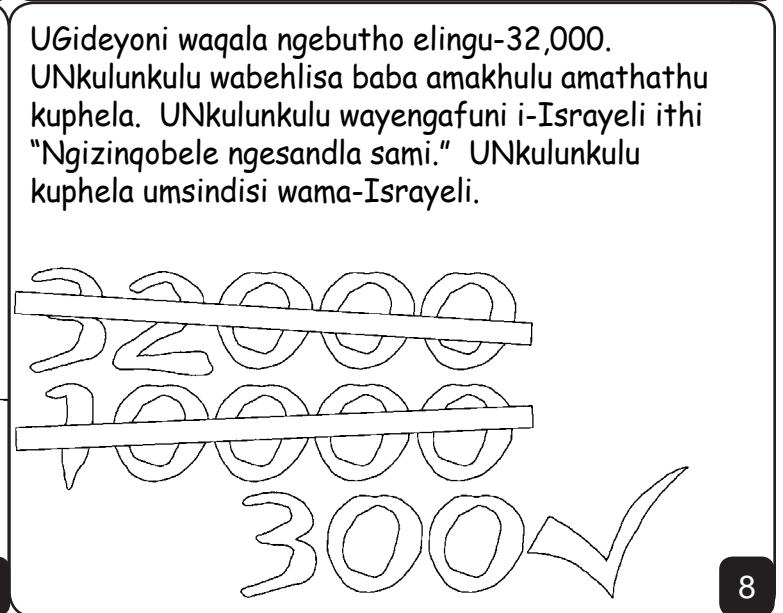 UGideyoni waqala ngebutho elingu-32,000.
UNkulunkulu wabehlisa baba amakhulu amathathu
kuphela.  UNkulunkulu wayengafuni i-Israyeli ithi
“Ngizinqobele ngesandla sami.”  UNkulunkulu
kuphela umsindisi wama-Israyeli.
32000
10000
300
8